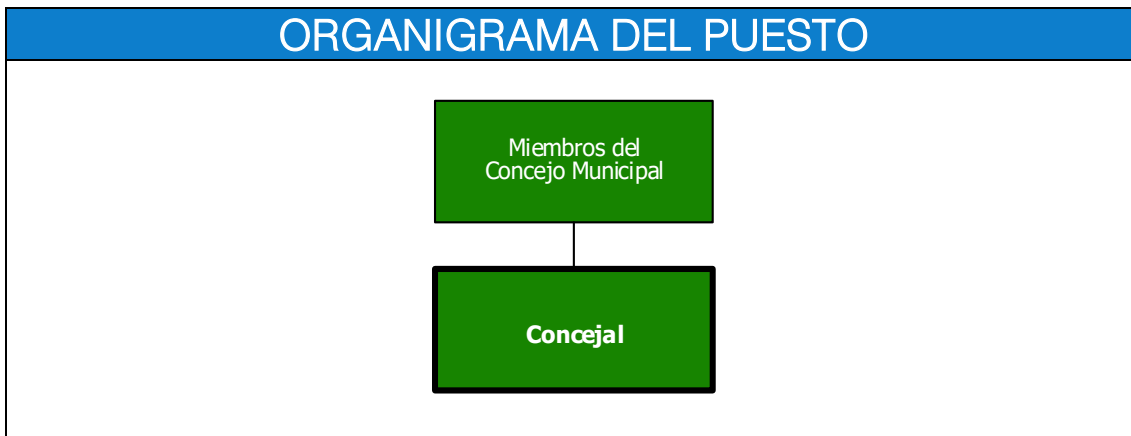 ORGANIGRAMA DEL PUESTO
Miembros del
Concejo Municipal
Concejal